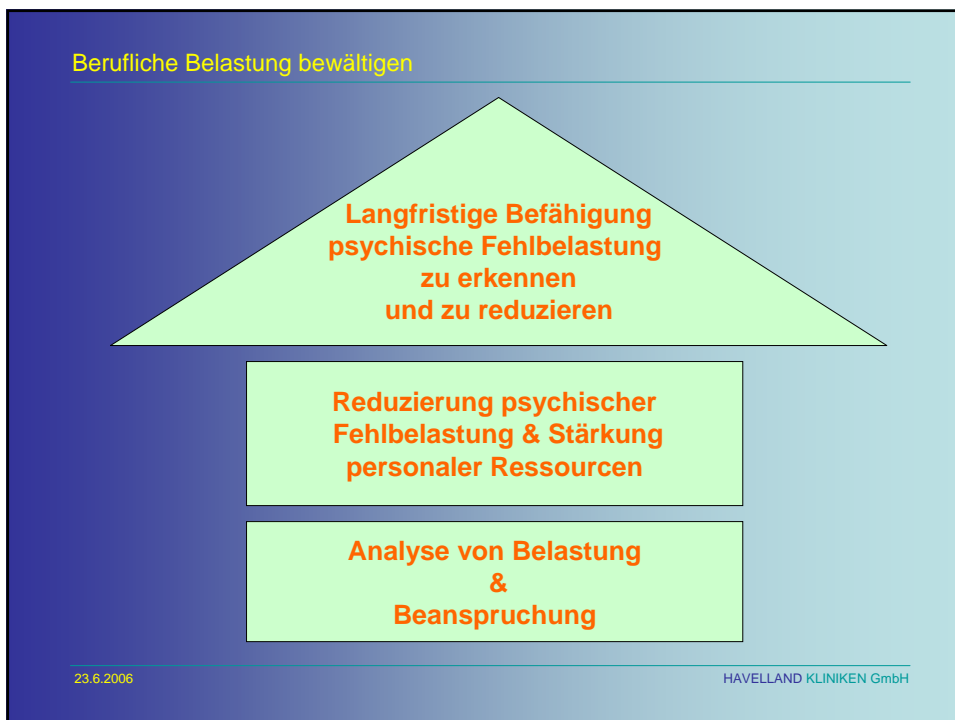 Berufliche Belastung bewältigen
Langfristige Befähigung
psychische Fehlbelastung
zu erkennen
und zu reduzieren
Reduzierung psychischer
Fehlbelastung & Stärkung
personaler Ressourcen
Analyse von Belastung
&
Beanspruchung
23.6.2006
HAVELLAND KLINIKEN GmbH